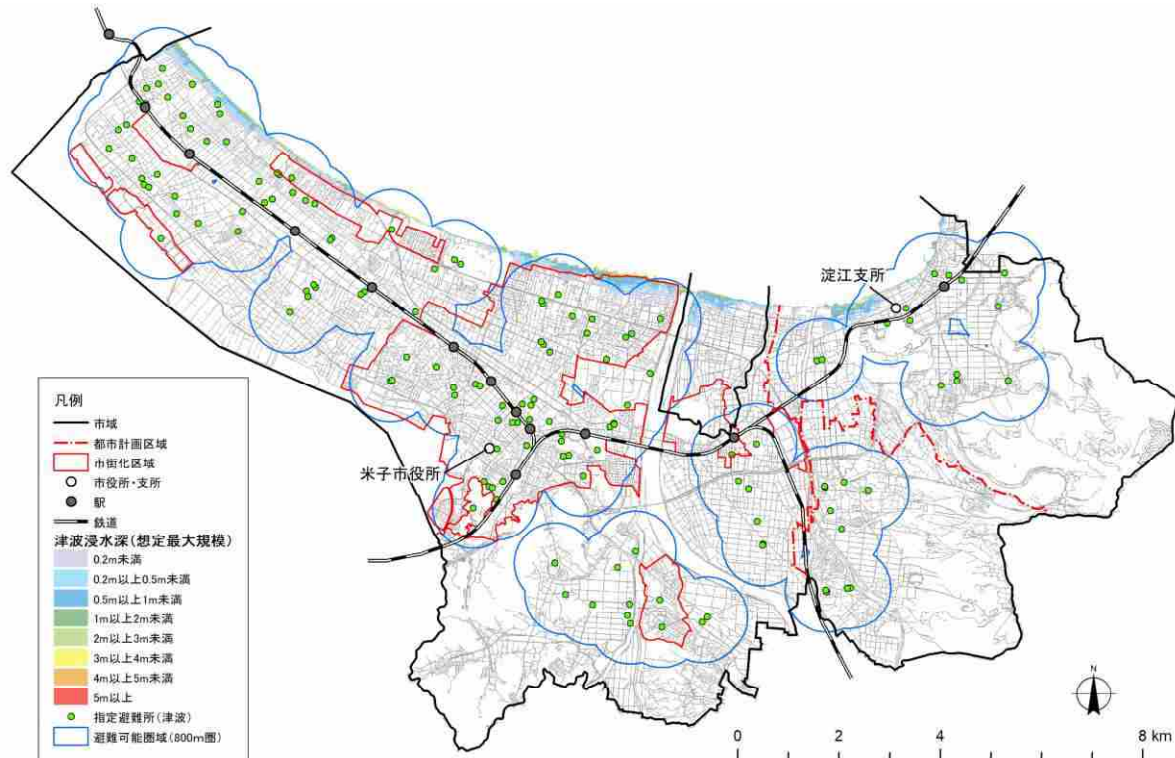 淀江支所
米子市役所
凡例
市域
都市計画区域
市街化区域
市役所・支所
駅
鉄道
津波浸水深(想定最大規模)
0.2m未満
0.2m以上0.5m未満
0.5m以上1m未満
1m以上2m未満
2m以上3m未満
3m以上4m未満
4m以上5m未満
5m以上
指定避難所(津波)
避難可能圏域(800m圏)
N
0 2 4 6 8 km